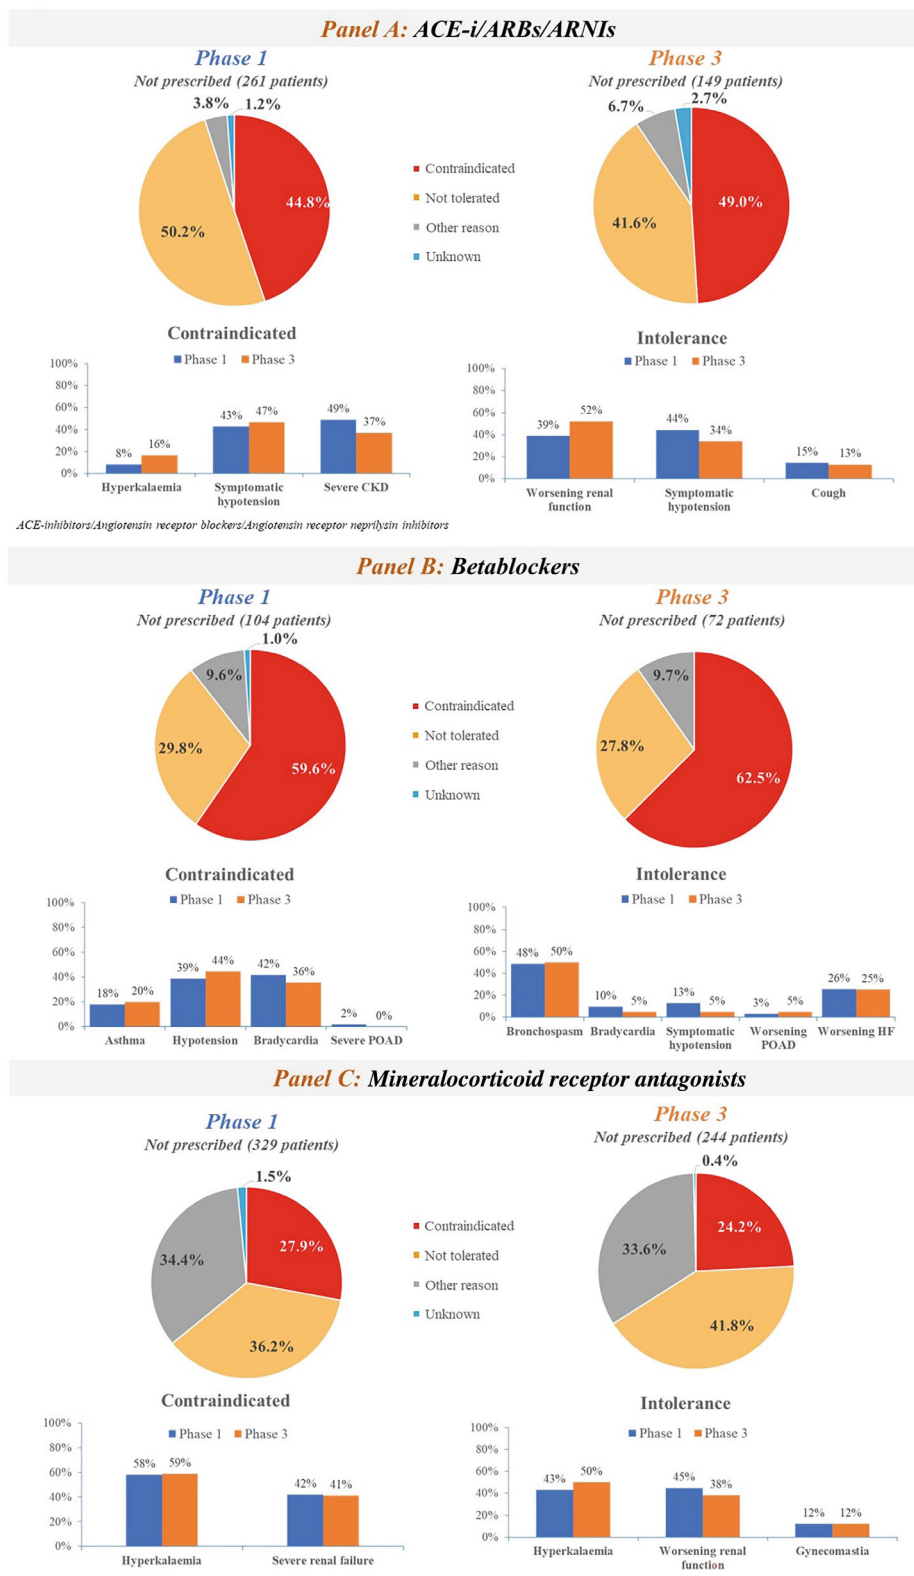 Panel A: ACE-i/ARBs/ARNIs
Phase 1
Not prescribed (261 patients)
3.8%
1.2%
44.8%
50.2%
Phase 3
Not prescribed (149 patients)
6.7%
2.7%
49.0%
41.6%
Contraindicated
Not tolerated
Other reason
Unknown
Contraindicated
Phase 1 Phase 3
100%
80%
60%
40%
20%
0%
8% 16% 43% 47% 49% 37%
Hyperkalaemia
Symptomatic
hypotension
Severe CKD
Intolerance
Phase 1 Phase 3
100%
80%
60%
40%
20%
0%
39% 52% 44% 34% 15% 13%
Worsening renal
function
Symptomatic
hypotension
Cough
ACE-inhibitors/Angiotensin receptor blockers/Angiotensin receptor neprilysin inhibitors
Panel B: Betablockers
Phase 1
Not prescribed (104 patients)
1.0%
9.6%
29.8%
59.6%
Phase 3
Not prescribed (72 patients)
9.7%
27.8%
62.5%
Contraindicated
Not tolerated
Other reason
Unknown
Contraindicated
Phase 1 Phase 3
100%
80%
60%
40%
20%
0%
18% 20% 39% 44% 42% 36% 2% 0%
Asthma
Hypotension
Bradycardia
Severe POAD
Intolerance
Phase 1 Phase 3
100%
80%
60%
40%
20%
0%
48% 50% 10% 5% 13% 5% 3% 5% 26% 25%
Bronchospasm
Bradycardia
Symptomatic
hypotension
Worsening
POAD
Worsening HF
Panel C: Mineralocorticoid receptor antagonists
Phase 1
Not prescribed (329 patients)
1.5%
27.9%
34.4%
36.2%
Phase 3
Not prescribed (244 patients)
0.4%
24.2%
33.6%
41.8%
Contraindicated
Not tolerated
Other reason
Unknown
Contraindicated
Phase 1 Phase 3
100%
80%
60%
40%
20%
0%
58% 59% 42% 41%
Hyperkalaemia
Severe renal failure
Intolerance
Phase 1 Phase 3
100%
80%
60%
40%
20%
0%
43% 50% 45% 38% 12% 12%
Hyperkalaemia
Worsening renal
function
Gynecomastia